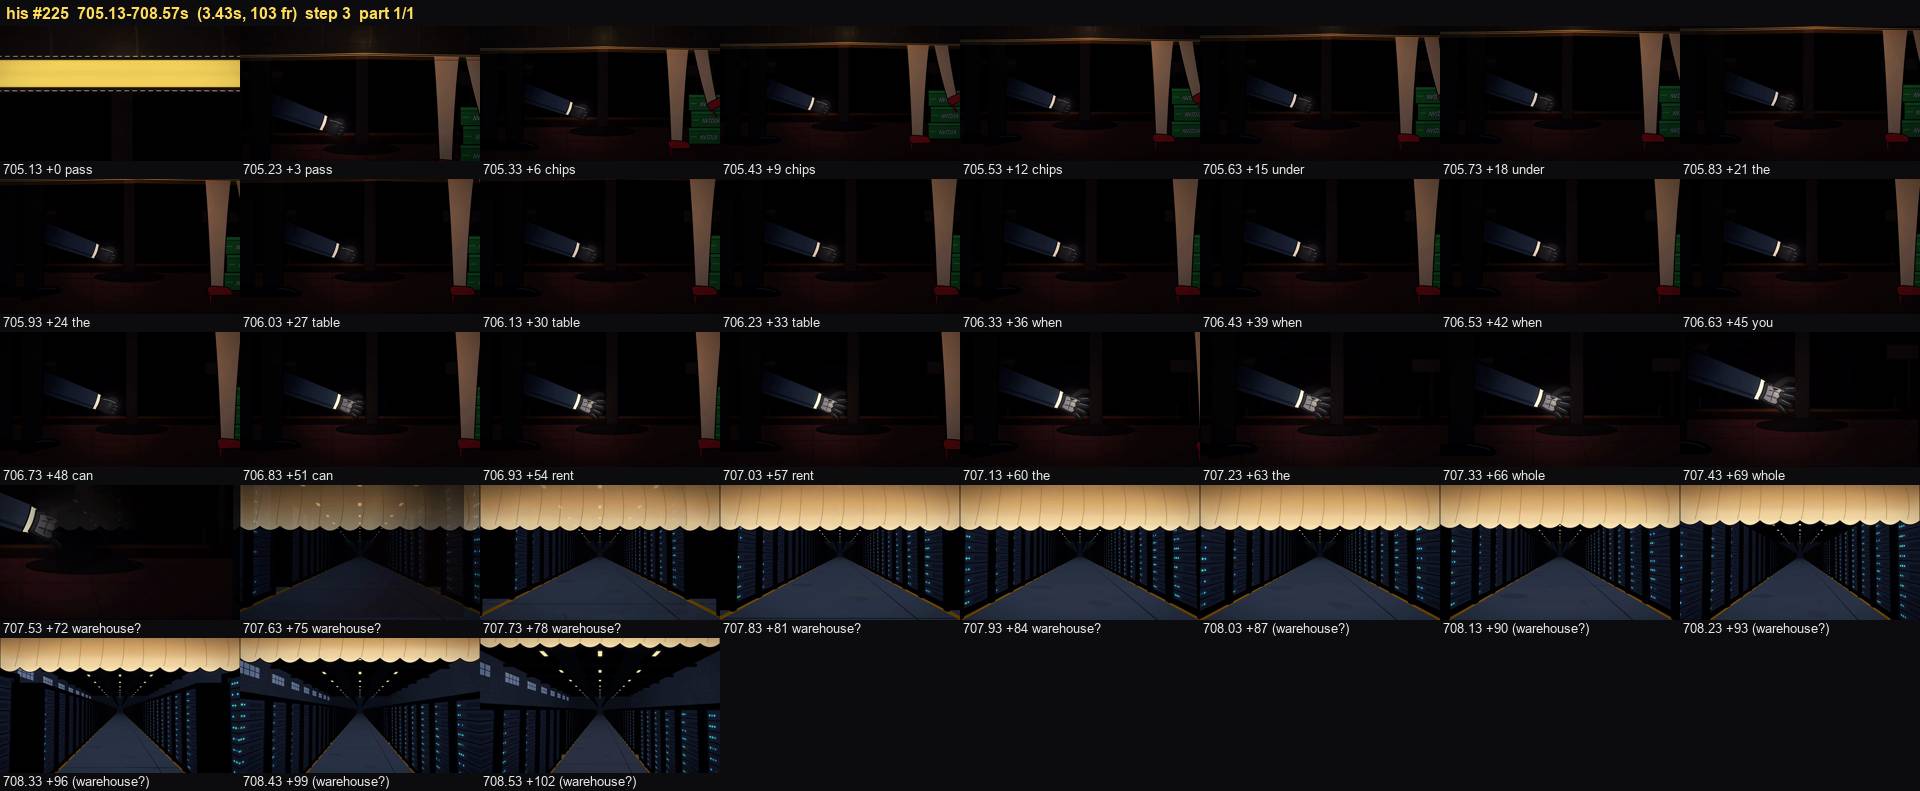 his #225 705.13-708.57s (3.43s, 103 fr) step 3 part 1/1
705.13 +0 pass
705.23 +3 pass
705.33 +6 chips
705.43 +9 chips
705.53 +12 chips
705.63 +15 under
705.73 +18 under
705.83 +21 the
NVIDIA
NVIDIA
705.93 +24 the
706.03 +27 table
706.13 +30 table
706.23 +33 table
706.33 +36 when
706.43 +39 when
706.53 +42 when
706.63 +45 you
706.73 +48 can
706.83 +51 can
706.93 +54 rent
707.03 +57 rent
707.13 +60 the
707.23 +63 the
707.33 +66 whole
707.43 +69 whole
707.53 +72 warehouse?
707.63 +75 warehouse?
707.73 +78 warehouse?
707.83 +81 warehouse?
707.93 +84 warehouse?
708.03 +87 (warehouse?)
708.13 +90 (warehouse?)
708.23 +93 (warehouse?)
708.33 +96 (warehouse?)
708.43 +99 (warehouse?)
708.53 +102 (warehouse?)